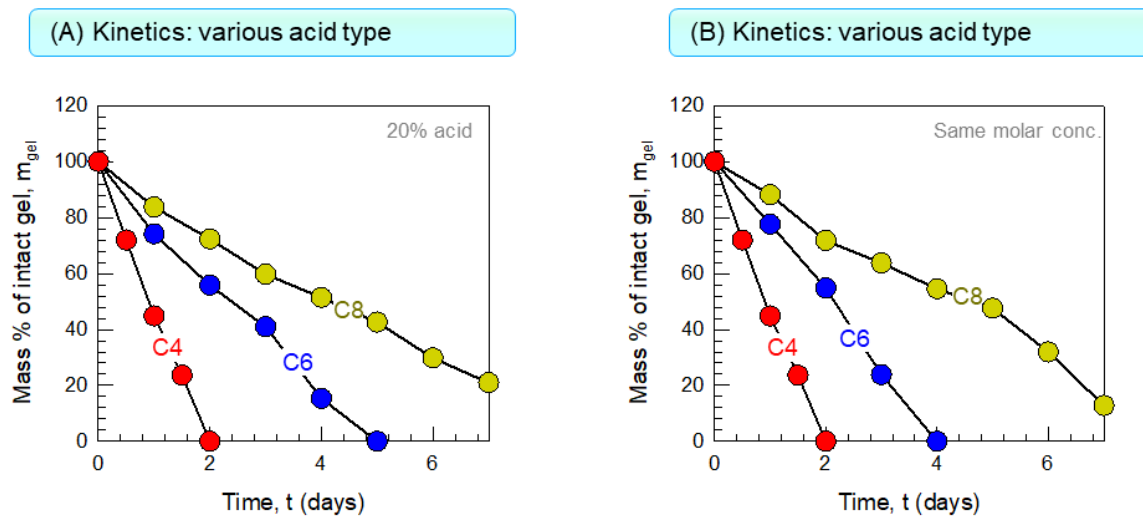 (A) Kinetics: various acid type
120
100
80
60
40
20
0
0 2 4 6
Mass % of intact gel, mgel
Time, t (days)
20% acid
C8
C6
C4
(B) Kinetics: various acid type
120
100
80
60
40
20
0
0 2 4 6
Mass % of intact gel, mgel
Time, t (days)
Same molar conc.
C8
C6
C4